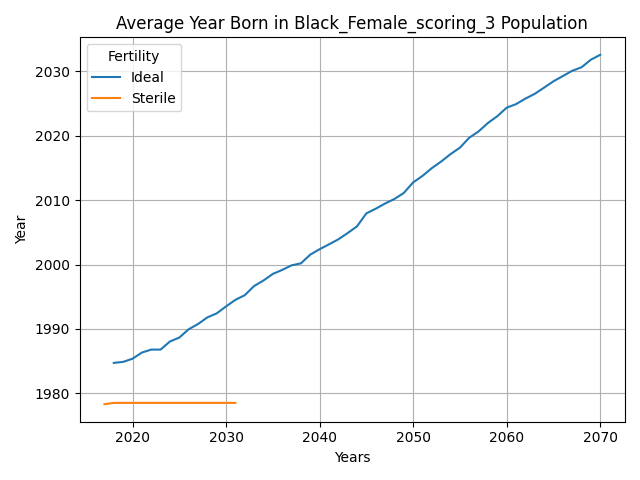 Average Year Born in Black_Female_scoring_3 Population
Fertility
Ideal
Sterile
Year
2030
2020
2010
2000
1990
1980
2020 2030 2040 2050 2060 2070
Years